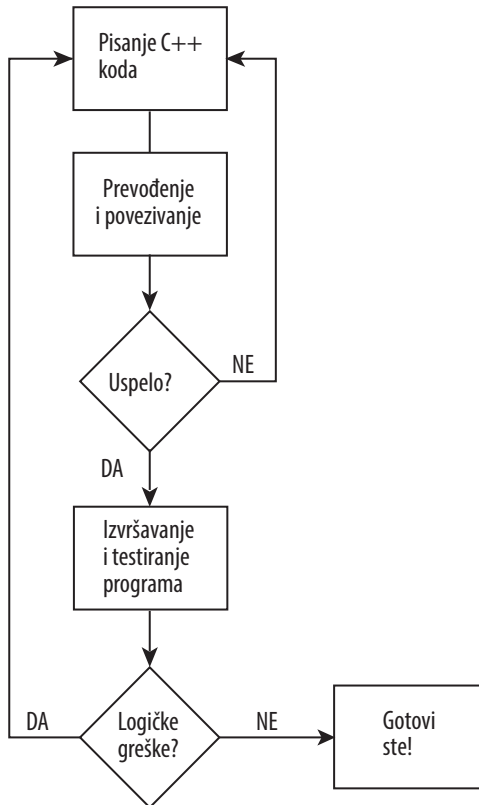 Pisanje C++
koda
Prevođenje
i povezivanje
Uspelo?
NE
DA
Izvršavanje
i testiranje
programa
DA
Logičke
greške?
NE
Gotovi
ste!